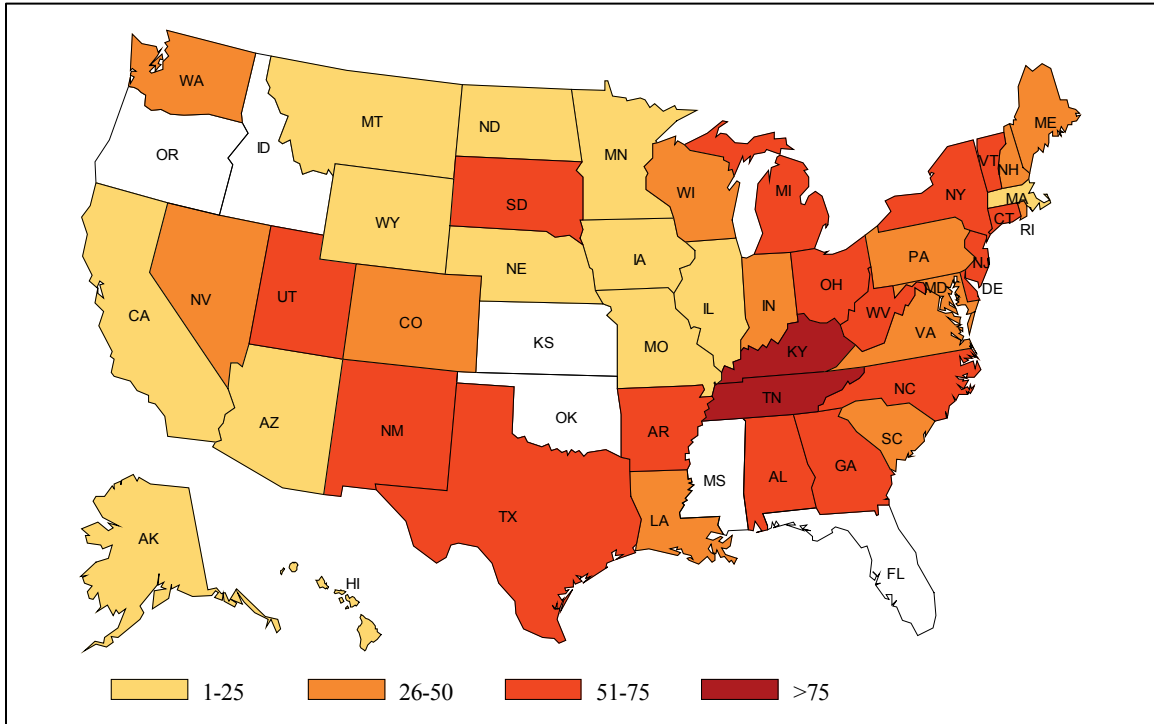 WA
MT
ND
MN
ME
OR
ID
VT
NH
WI
MI
NY
MA
SD
CT
RI
WY
IA
PA
NE
NJ
OH
DE
MD
NV
UT
IL
IN
WV
CA
CO
VA
KS
MO
KY
NC
TN
OK
AZ
NM
AR
SC
MS
AL
GA
TX
LA
AK
HI
FL
1-25 26-50 51-75 >75